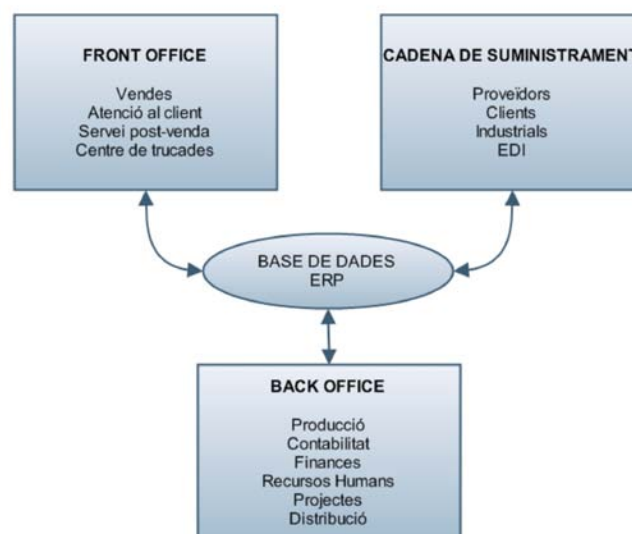 FRONT OFFICE
Vendes
Atenció al client
Servei post-venda
Centre de trucades
CADENA DE SUMINISTRAMENT
Proveïdors
Clients
Industrials
EDI
BASE DE DADES
ERP
BACK OFFICE
Producció
Contabilitat
Finances
Recursos Humans
Projectes
Distribució